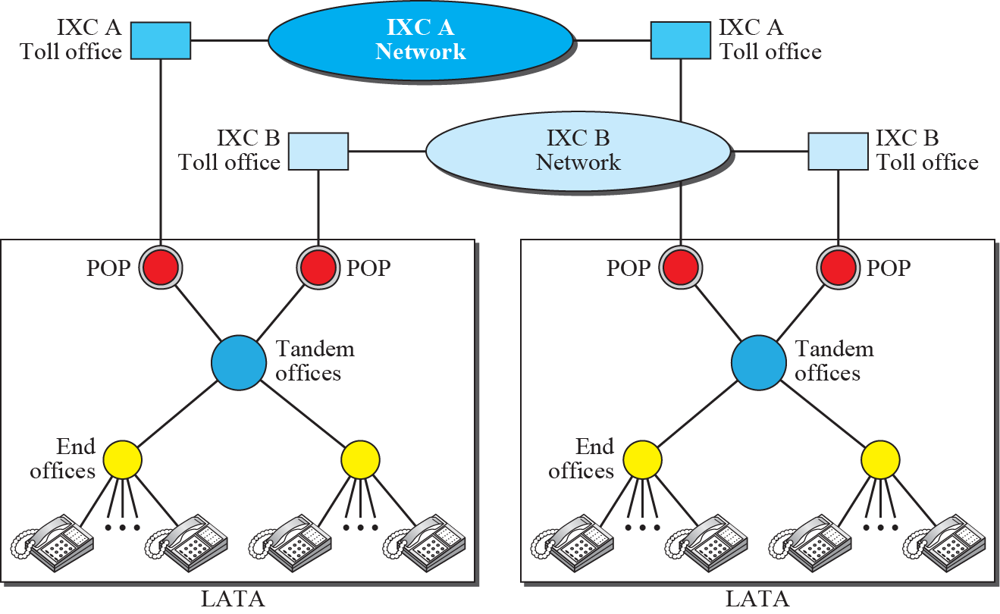 IXC A
Toll office
IXC A
Network
IXC A
Toll office
IXC B
Toll office
IXC B
Network
IXC B
Toll office
POP
POP
POP
POP
Tandem
offices
Tandem
offices
End
offices
End
offices
LATA
LATA